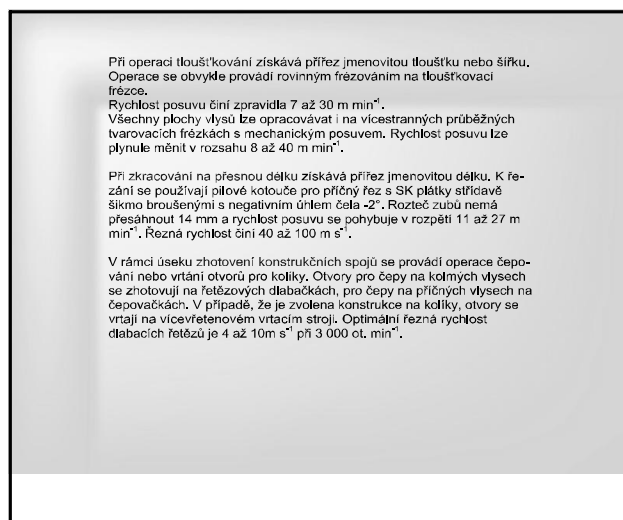 Při operaci tloušťkování získává přířez jmenovitou tloušťku nebo šířku.
Operace se obvykle provádí rovinným frézováním na tloušťkovací
frézce.
Rychlost posuvu činí zpravidla 7 až 30 m min⁻¹.
Všechny plochy vlysů lze opracovávat i na vícestranných průběžných
tvarovacích frézkách s mechanickým posuvem. Rychlost posuvu lze
plynule měnit v rozsahu 8 až 40 m min⁻¹.
Při zkracování na přesnou délku získává přířez jmenovitou délku. K ře-
zání se používají pilové kotouče pro příčný řez s SK plátky střídavě
šikmo broušenými s negativním úhlem čela -2°. Rozteč zubů nemá
přesáhnout 14 mm a rychlost posuvu se pohybuje v rozpětí 11 až 27 m
min⁻¹. Řezná rychlost činí 40 až 100 m s⁻¹.
V rámci úseku zhotovení konstrukčních spojů se provádí operace čepo-
vání nebo vrtání otvorů pro kolíky. Otvory pro čepy na kolmých vlysech
se zhotovují na řetězových dlabačkách, pro čepy na příčných vlysech na
čepovačkách. V případě, že je zvolena konstrukce na kolíky, otvory se
vrtají na vícevřetenovém vrtacím stroji. Optimální řezná rychlost
dlabacích řetězů je 4 až 10m s⁻¹ při 3 000 ot. min⁻¹.